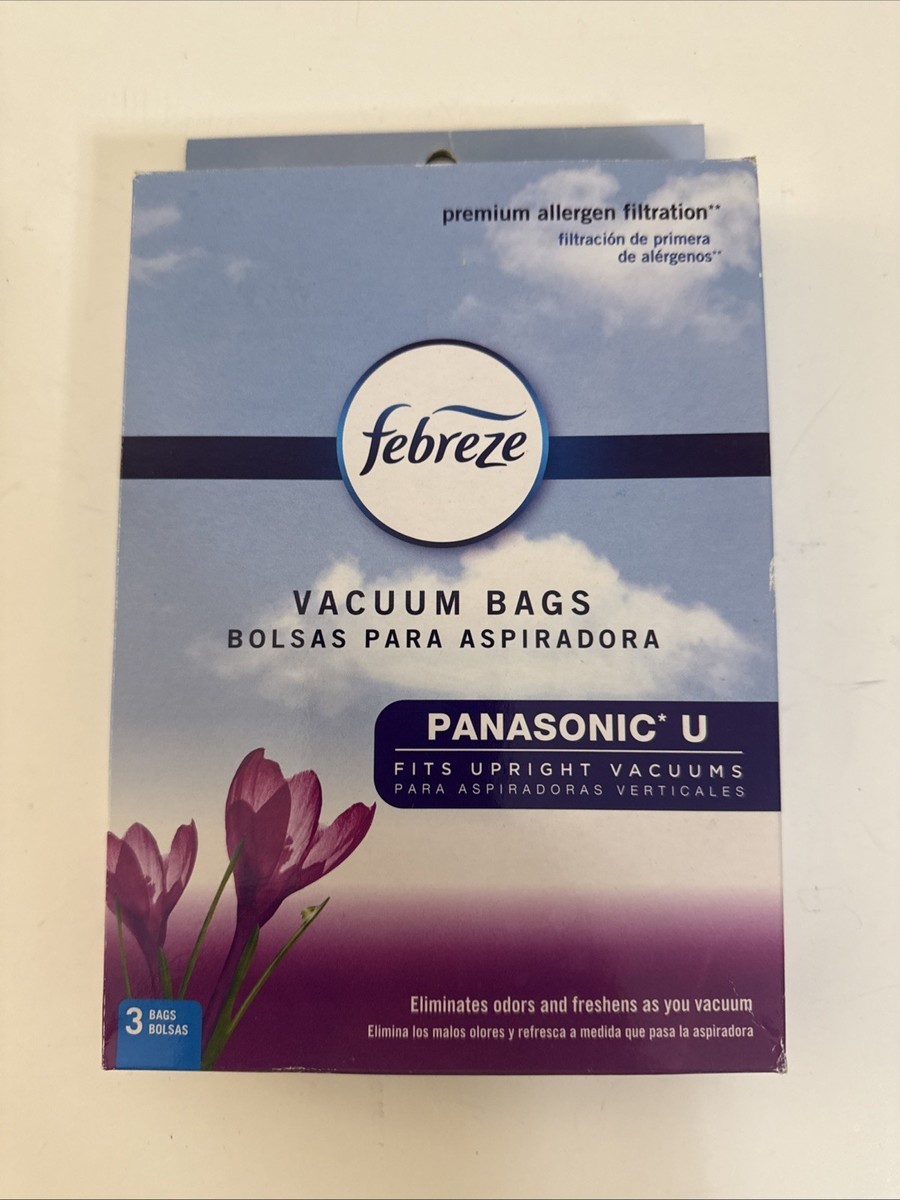 premium allergen filtration**
filtración de primera
de alérgenos**
febreze
VACUUM BAGS
BOLSAS PARA ASPIRADORA
PANASONIC* U
FITS UPRIGHT VACUUMS
PARA ASPIRADORAS VERTICALES
Eliminates odors and freshens as you vacuum
Elimina los malos olores y refresca a medida que pasa la aspiradora
3 BAGS
BOLSAS